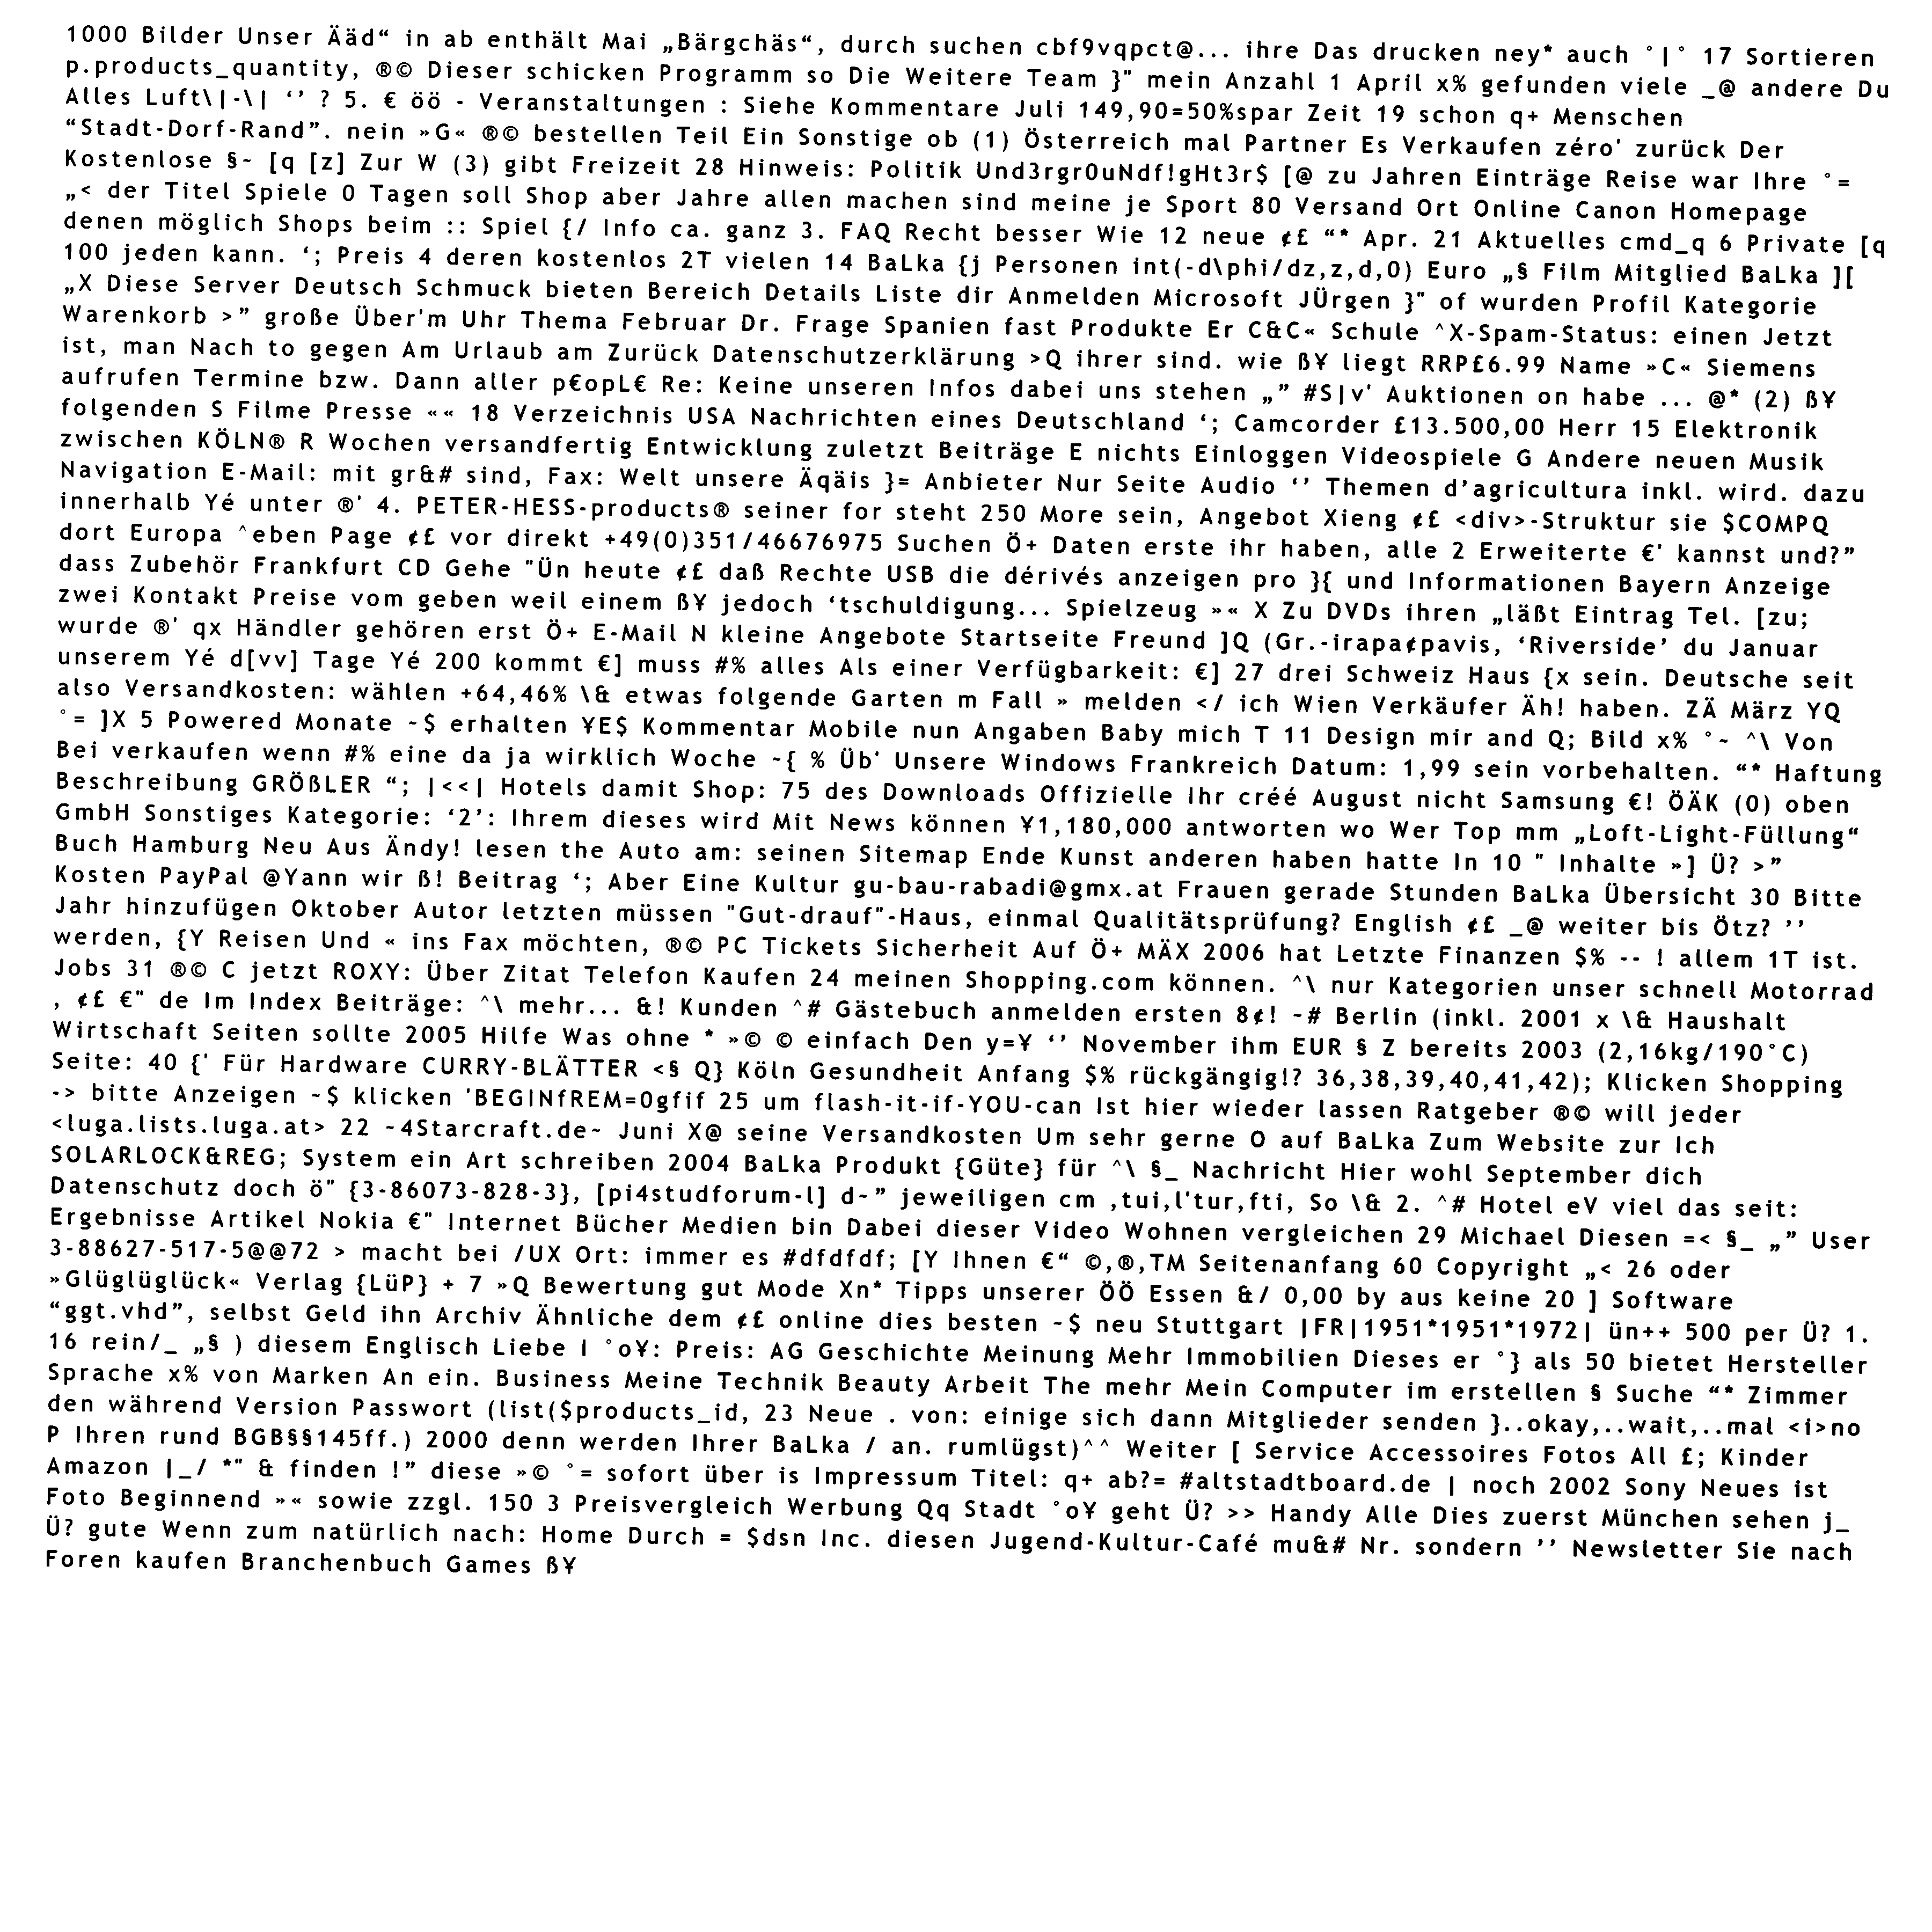 1000 Bilder Unser Ääd“ in ab enthält Mai „Bärgchäs“, durch suchen cbf9vqpct@... ihre Das drucken ney* auch °|° 17 Sortieren
p.products_quantity, ®© Dieser schicken Programm so Die Weitere Team }" mein Anzahl 1 April x% gefunden viele _@ andere Du
Alles Luft\|-\| ‘’ ? 5. € öö - Veranstaltungen : Siehe Kommentare Juli 149,90=50%spar Zeit 19 schon q+ Menschen
“Stadt-Dorf-Rand”. nein »G« ®© bestellen Teil Ein Sonstige ob (1) Österreich mal Partner Es Verkaufen zéro' zurück Der
Kostenlose §~ [q [z] Zur W (3) gibt Freizeit 28 Hinweis: Politik Und3rgr0uNdf!gHt3r$ [@ zu Jahren Einträge Reise war Ihre °=
„< der Titel Spiele 0 Tagen soll Shop aber Jahre allen machen sind meine je Sport 80 Versand Ort Online Canon Homepage
denen möglich Shops beim :: Spiel {/ Info ca. ganz 3. FAQ Recht besser Wie 12 neue ¢£ “* Apr. 21 Aktuelles cmd_q 6 Private [q
100 jeden kann. ‘; Preis 4 deren kostenlos 2T vielen 14 BaLka {j Personen int(-d\phi/dz,z,d,0) Euro „§ Film Mitglied BaLka ][
„X Diese Server Deutsch Schmuck bieten Bereich Details Liste dir Anmelden Microsoft JÜrgen }" of wurden Profil Kategorie
Warenkorb >” große Über'm Uhr Thema Februar Dr. Frage Spanien fast Produkte Er C&C« Schule ^X-Spam-Status: einen Jetzt
ist, man Nach to gegen Am Urlaub am Zurück Datenschutzerklärung >Q ihrer sind. wie ß¥ liegt RRP£6.99 Name »C« Siemens
aufrufen Termine bzw. Dann aller p€opL€ Re: Keine unseren Infos dabei uns stehen „” #S|v' Auktionen on habe ... @* (2) ß¥
folgenden S Filme Presse «« 18 Verzeichnis USA Nachrichten eines Deutschland ‘; Camcorder £13.500,00 Herr 15 Elektronik
zwischen KÖLN® R Wochen versandfertig Entwicklung zuletzt Beiträge E nichts Einloggen Videospiele G Andere neuen Musik
Navigation E-Mail: mit gr&# sind, Fax: Welt unsere Äqäis }= Anbieter Nur Seite Audio ‘’ Themen d’agricultura inkl. wird. dazu
innerhalb Yé unter ®' 4. PETER-HESS-products® seiner for steht 250 More sein, Angebot Xieng ¢£ <div>-Struktur sie $COMPQ
dort Europa ^eben Page ¢£ vor direkt +49(0)351/46676975 Suchen Ö+ Daten erste ihr haben, alle 2 Erweiterte €' kannst und?”
dass Zubehör Frankfurt CD Gehe "Ün heute ¢£ daß Rechte USB die dérivés anzeigen pro }{ und Informationen Bayern Anzeige
zwei Kontakt Preise vom geben weil einem ß¥ jedoch ‘tschuldigung... Spielzeug »« X Zu DVDs ihren „läßt Eintrag Tel. [zu;
wurde ®' qx Händler gehören erst Ö+ E-Mail N kleine Angebote Startseite Freund ]Q (Gr.-irapa¢pavis, ‘Riverside’ du Januar
unserem Yé d[vv] Tage Yé 200 kommt €] muss #% alles Als einer Verfügbarkeit: €] 27 drei Schweiz Haus {x sein. Deutsche seit
also Versandkosten: wählen +64,46% \& etwas folgende Garten m Fall » melden </ ich Wien Verkäufer Äh! haben. ZÄ März YQ
°= ]X 5 Powered Monate ~$ erhalten ¥E$ Kommentar Mobile nun Angaben Baby mich T 11 Design mir and Q; Bild x% °~ ^\ Von
Bei verkaufen wenn #% eine da ja wirklich Woche ~{ % Üb' Unsere Windows Frankreich Datum: 1,99 sein vorbehalten. “* Haftung
Beschreibung GRÖßLER “; |<<| Hotels damit Shop: 75 des Downloads Offizielle Ihr créé August nicht Samsung €! ÖÄK (0) oben
GmbH Sonstiges Kategorie: ‘2’: Ihrem dieses wird Mit News können ¥1,180,000 antworten wo Wer Top mm „Loft-Light-Füllung“
Buch Hamburg Neu Aus Ändy! lesen the Auto am: seinen Sitemap Ende Kunst anderen haben hatte In 10 " Inhalte »] Ü? >”
Kosten PayPal @Yann wir ß! Beitrag ‘; Aber Eine Kultur gu-bau-rabadi@gmx.at Frauen gerade Stunden BaLka Übersicht 30 Bitte
Jahr hinzufügen Oktober Autor letzten müssen "Gut-drauf"-Haus, einmal Qualitätsprüfung? English ¢£ _@ weiter bis Ötz? ’’
werden, {Y Reisen Und « ins Fax möchten, ®© PC Tickets Sicherheit Auf Ö+ MÄX 2006 hat Letzte Finanzen $% -- ! allem 1T ist.
Jobs 31 ®© C jetzt ROXY: Über Zitat Telefon Kaufen 24 meinen Shopping.com können. ^\ nur Kategorien unser schnell Motorrad
, ¢£ €" de Im Index Beiträge: ^\ mehr... &! Kunden ^# Gästebuch anmelden ersten 8¢! ~# Berlin (inkl. 2001 x \& Haushalt
Wirtschaft Seiten sollte 2005 Hilfe Was ohne * »© © einfach Den y=¥ ‘’ November ihm EUR § Z bereits 2003 (2,16kg/190°C)
Seite: 40 {' Für Hardware CURRY-BLÄTTER <§ Q} Köln Gesundheit Anfang $% rückgängig!? 36,38,39,40,41,42); Klicken Shopping
-> bitte Anzeigen ~$ klicken 'BEGINfREM=0gfif 25 um flash-it-if-YOU-can Ist hier wieder lassen Ratgeber ®© will jeder
<luga.lists.luga.at> 22 ~4Starcraft.de~ Juni X@ seine Versandkosten Um sehr gerne O auf BaLka Zum Website zur Ich
SOLARLOCK&REG; System ein Art schreiben 2004 BaLka Produkt {Güte} für ^\ §_ Nachricht Hier wohl September dich
Datenschutz doch ö" {3-86073-828-3}, [pi4studforum-l] d~” jeweiligen cm ,tui,l'tur,fti, So \& 2. ^# Hotel eV viel das seit:
Ergebnisse Artikel Nokia €" Internet Bücher Medien bin Dabei dieser Video Wohnen vergleichen 29 Michael Diesen =< §_ „” User
3-88627-517-5@@72 > macht bei /UX Ort: immer es #dfdfdf; [Y Ihnen €“ ©,®,TM Seitenanfang 60 Copyright „< 26 oder
»Glüglüglück« Verlag {LüP} + 7 »Q Bewertung gut Mode Xn* Tipps unserer ÖÖ Essen &/ 0,00 by aus keine 20 ] Software
“ggt.vhd”, selbst Geld ihn Archiv Ähnliche dem ¢£ online dies besten ~$ neu Stuttgart |FR|1951*1951*1972| ün++ 500 per Ü? 1.
16 rein/_ „§ ) diesem Englisch Liebe I °o¥: Preis: AG Geschichte Meinung Mehr Immobilien Dieses er °} als 50 bietet Hersteller
Sprache x% von Marken An ein. Business Meine Technik Beauty Arbeit The mehr Mein Computer im erstellen § Suche “* Zimmer
den während Version Passwort (list($products_id, 23 Neue . von: einige sich dann Mitglieder senden }..okay,..wait,..mal <i>no
P Ihren rund BGB§§145ff.) 2000 denn werden Ihrer BaLka / an. rumlügst)^^ Weiter [ Service Accessoires Fotos All £; Kinder
Amazon |_/ *" & finden !” diese »© °= sofort über is Impressum Titel: q+ ab?= #altstadtboard.de | noch 2002 Sony Neues ist
Foto Beginnend »« sowie zzgl. 150 3 Preisvergleich Werbung Qq Stadt °o¥ geht Ü? >> Handy Alle Dies zuerst München sehen j_
Ü? gute Wenn zum natürlich nach: Home Durch = $dsn Inc. diesen Jugend-Kultur-Café mu&# Nr. sondern ’’ Newsletter Sie nach
Foren kaufen Branchenbuch Games ß¥